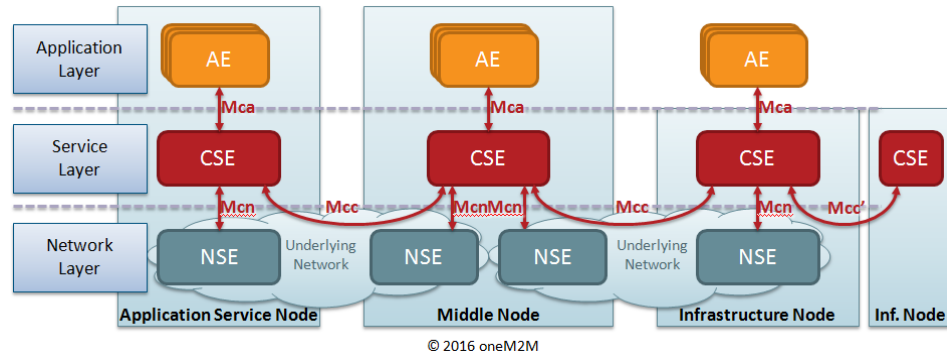 Application
Layer
AE
AE
AE
Mca
Mca
Mca
Service
Layer
CSE
CSE
CSE
CSE
Mcn
Mcc
Mcn
Mcn
Mcc
Mcn
Mcc'
Network
Layer
NSE
Underlying
Network
NSE
NSE
Underlying
Network
NSE
Application Service Node
Middle Node
Infrastructure Node
Inf. Node
© 2016 oneM2M